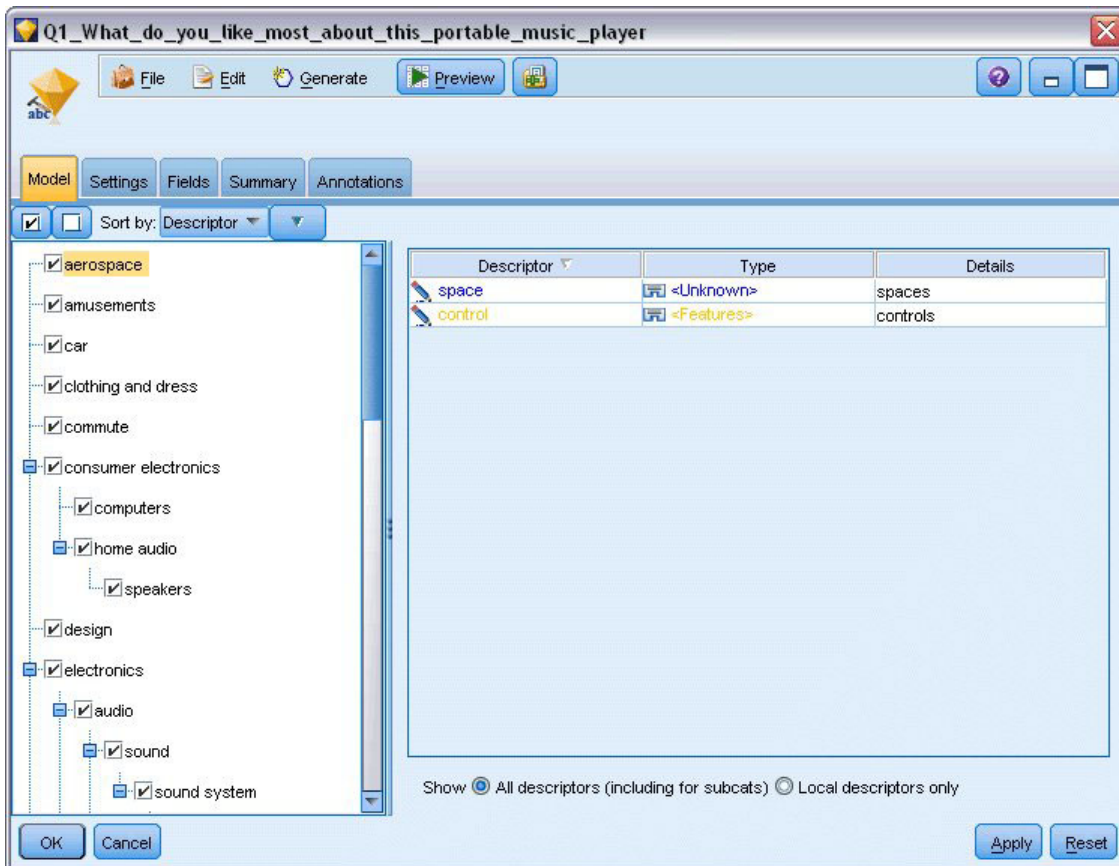 Q1_What_do_you_like_most_about_this_portable_music_player
File Edit Generate Preview
abc
Model Settings Fields Summary Annotations
Sort by: Descriptor
aerospace
amusements
car
clothing and dress
commute
consumer electronics
computers
home audio
speakers
design
electronics
audio
sound
sound system
Descriptor Type Details
space <Unknown> spaces
control <Features> controls
Show All descriptors (including for subcats) Local descriptors only
OK Cancel Apply Reset